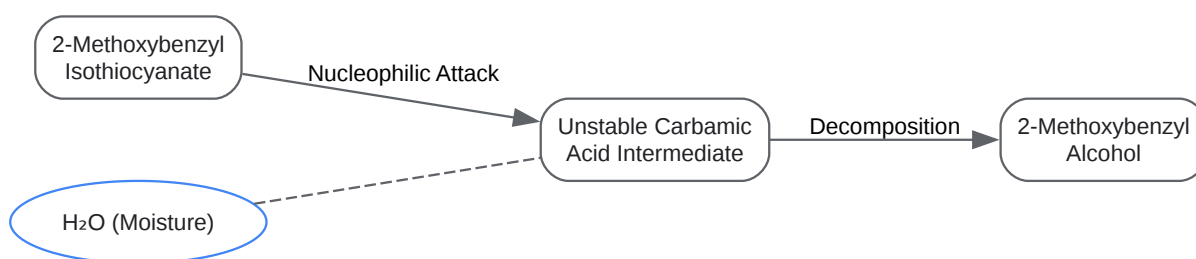 2-Methoxybenzyl
Isothiocyanate
Nucleophilic Attack
Unstable Carbamic
Acid Intermediate
Decomposition
2-Methoxybenzyl
Alcohol
H₂O (Moisture)